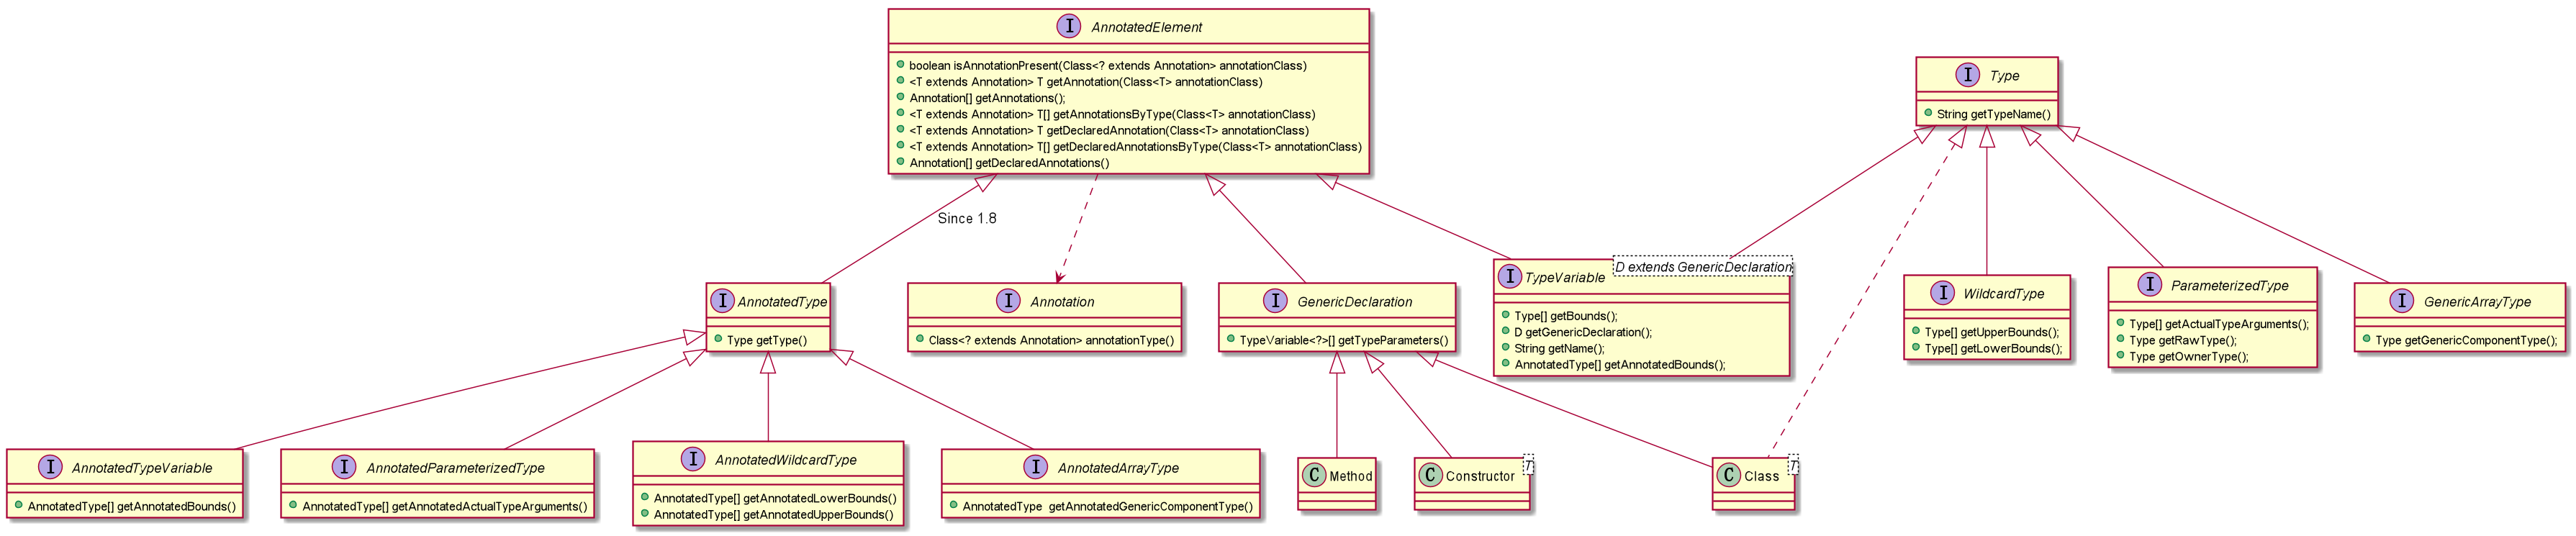 I AnnotatedElement
boolean isAnnotationPresent(Class<? extends Annotation> annotationClass)
<T extends Annotation> T getAnnotation(Class<T> annotationClass)
Annotation[] getAnnotations();
<T extends Annotation> T[] getAnnotationsByType(Class<T> annotationClass)
<T extends Annotation> T getDeclaredAnnotation(Class<T> annotationClass)
<T extends Annotation> T[] getDeclaredAnnotationsByType(Class<T> annotationClass)
Annotation[] getDeclaredAnnotations()
I Type
String getTypeName()
Since 1.8
I AnnotatedType
Type getType()
I Annotation
Class<? extends Annotation> annotationType()
I GenericDeclaration
TypeVariable<?>[] getTypeParameters()
I TypeVariable
D extends GenericDeclaration
Type[] getBounds();
D getGenericDeclaration();
String getName();
AnnotatedType[] getAnnotatedBounds();
I WildcardType
Type[] getUpperBounds();
Type[] getLowerBounds();
I ParameterizedType
Type[] getActualTypeArguments();
Type getRawType();
Type getOwnerType();
I GenericArrayType
Type getGenericComponentType();
I AnnotatedTypeVariable
AnnotatedType[] getAnnotatedBounds()
I AnnotatedParameterizedType
AnnotatedType[] getAnnotatedActualTypeArguments()
I AnnotatedWildcardType
AnnotatedType[] getAnnotatedLowerBounds()
AnnotatedType[] getAnnotatedUpperBounds()
I AnnotatedArrayType
AnnotatedType  getAnnotatedGenericComponentType()
C Method
C Constructor
T
C Class
T